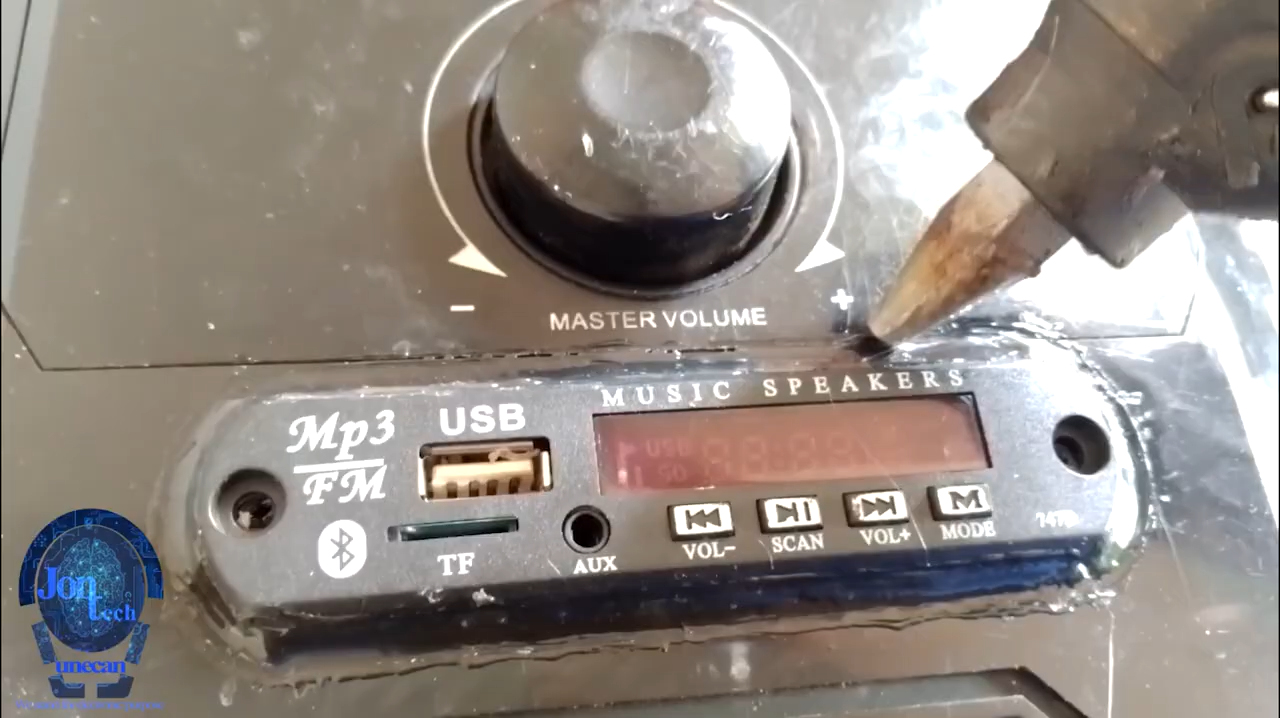 MASTER VOLUME
MUSIC SPEAKERS
Mp3
FM
USB
TF
AUX
VOL-
SCAN
VOL+
M
MODE
Jon
tech
unecan